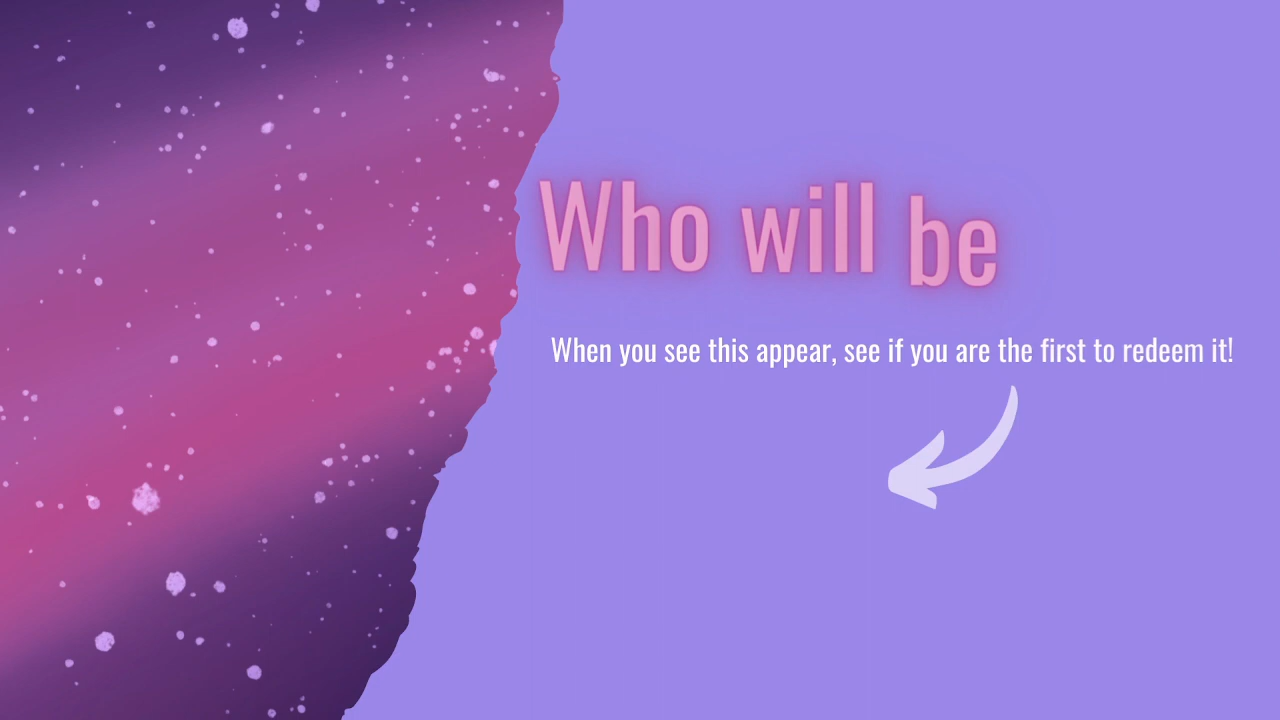 Who will be
When you see this appear, see if you are the first to redeem it!